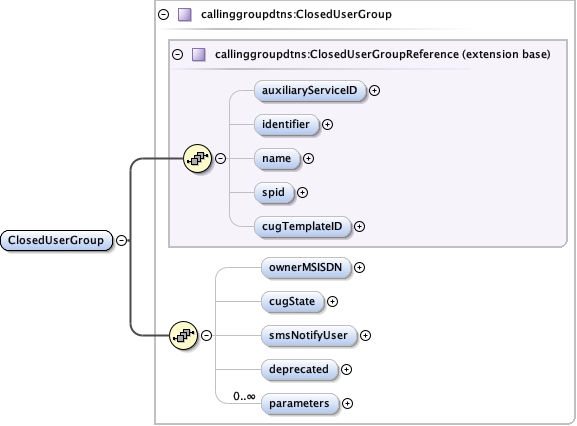 callinggroupdtns:ClosedUserGroup
callinggroupdtns:ClosedUserGroupReference (extension base)
auxiliaryServiceID
identifier
name
spid
cugTemplateID
ClosedUserGroup
ownerMSISDN
cugState
smsNotifyUser
deprecated
0..∞
parameters